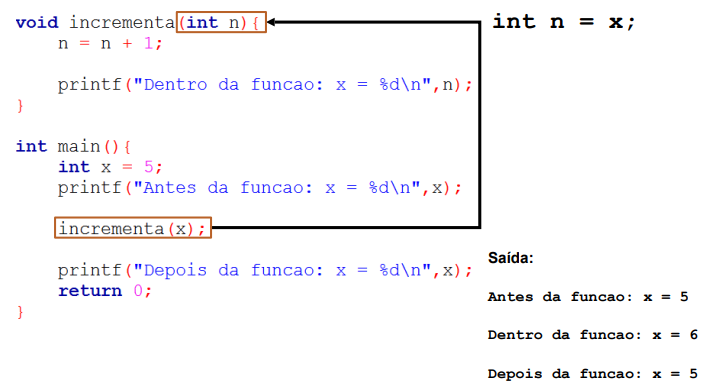 void incrementa(int n){
    n = n + 1;

    printf("Dentro da funcao: x = %d\n",n);
}

int main(){
    int x = 5;
    printf("Antes da funcao: x = %d\n",x);

    incrementa(x);

    printf("Depois da funcao: x = %d\n",x);
    return 0;
}
int n = x;
Saída:
Antes da funcao: x = 5
Dentro da funcao: x = 6
Depois da funcao: x = 5